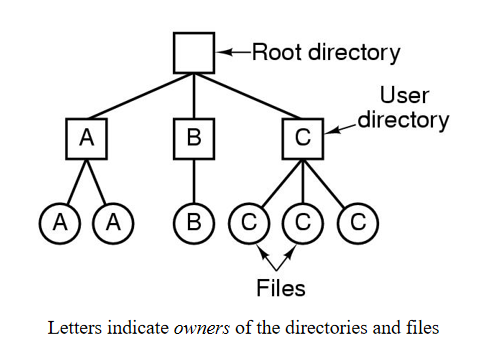 Root directory
User
directory
A B C
A A B C C C
Files
Letters indicate owners of the directories and files